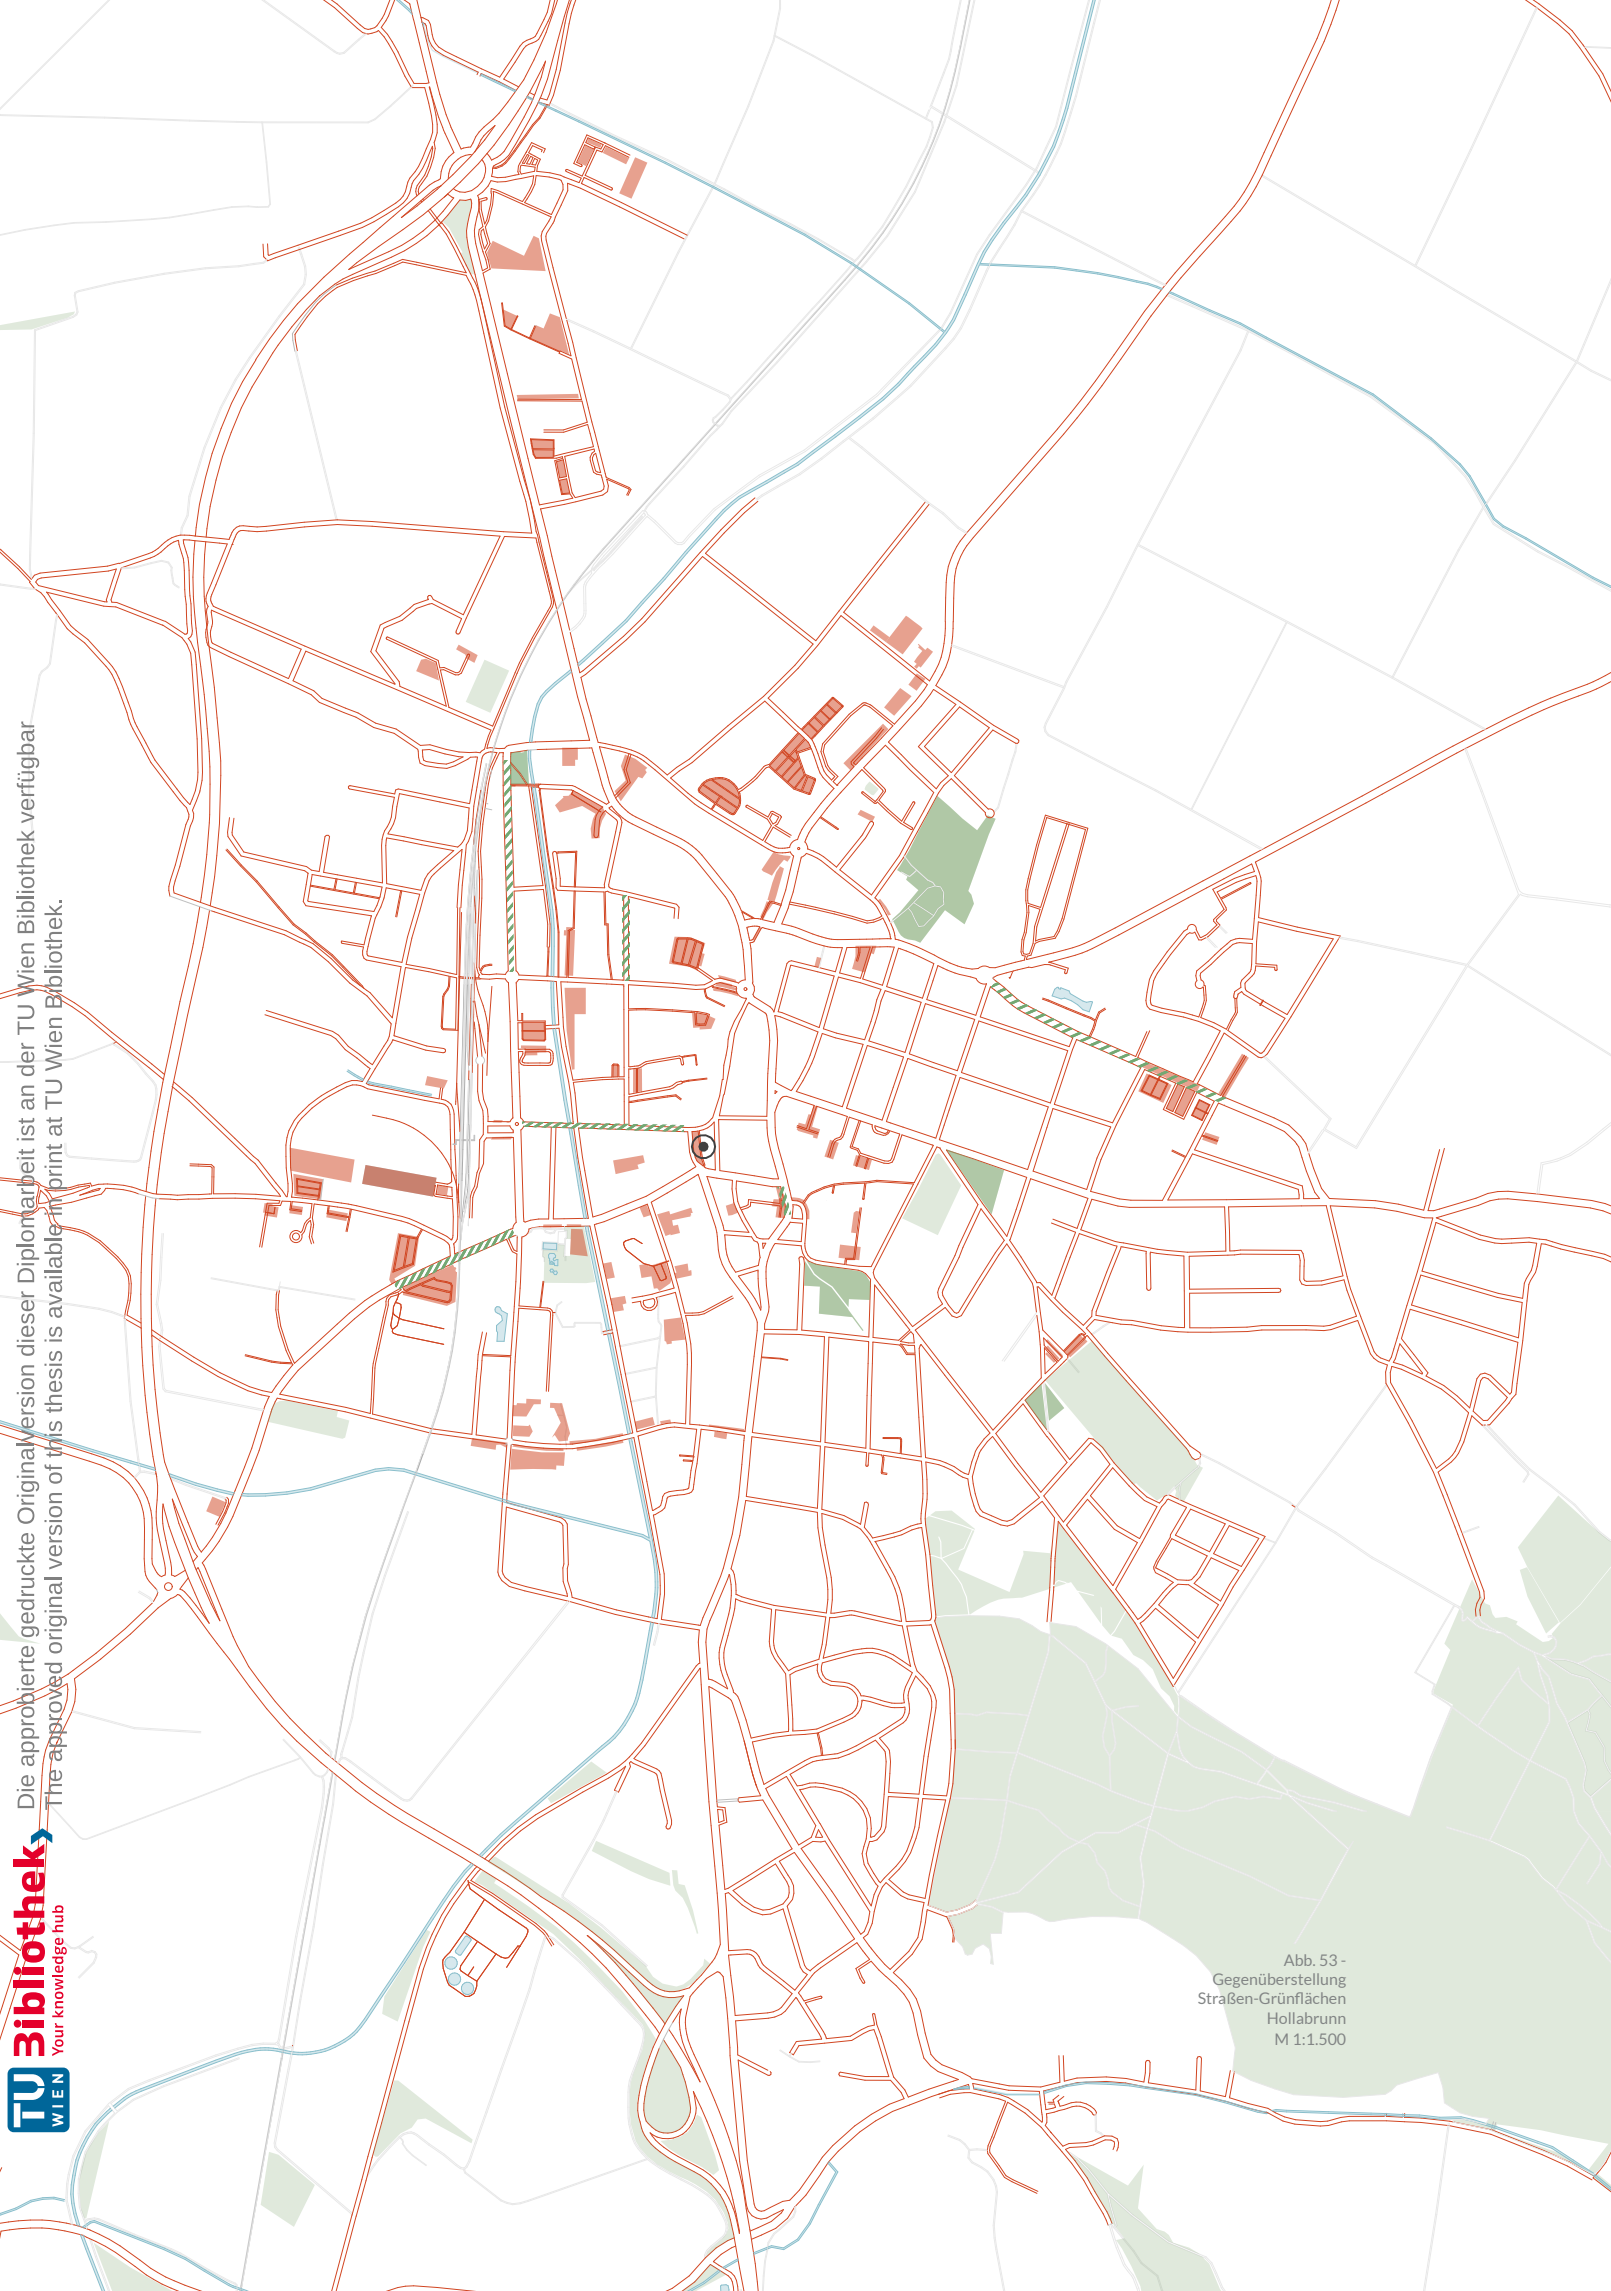 Die approbierte gedruckte Originalversion dieser Diplomarbeit ist an der TU Wien Bibliothek verfügbar
The approved original version of this thesis is available in print at TU Wien Bibliothek.
Bibliothek
Your knowledge hub
TU
WIEN
Abb. 53 -
Gegenüberstellung
Straßen-Grünflächen
Hollabrunn
M 1:1.500